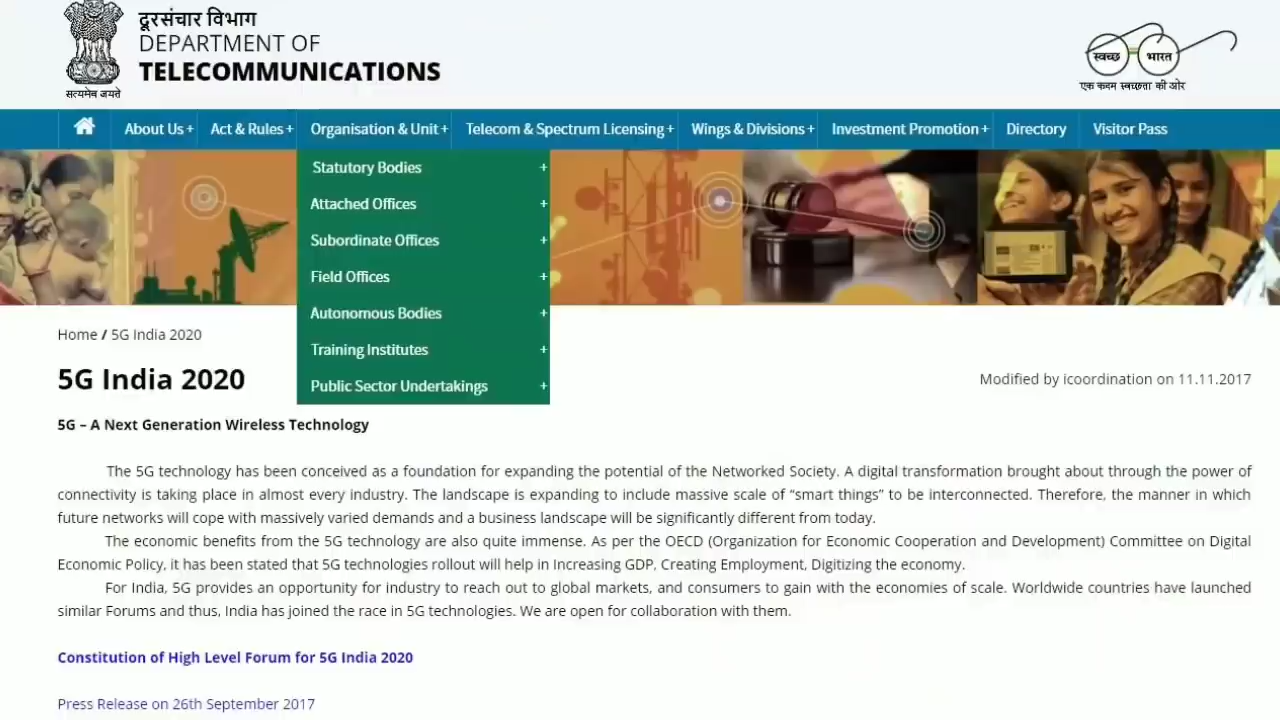 दूरसंचार विभाग
DEPARTMENT OF
TELECOMMUNICATIONS
सत्यमेव जयते
स्वच्छ भारत
एक कदम स्वच्छता की ओर
About Us + Act & Rules + Organisation & Unit + Telecom & Spectrum Licensing + Wings & Divisions + Investment Promotion + Directory Visitor Pass
Statutory Bodies +
Attached Offices +
Subordinate Offices +
Field Offices +
Autonomous Bodies +
Training Institutes +
Public Sector Undertakings +
Home / 5G India 2020
5G India 2020
Modified by icoordination on 11.11.2017
5G – A Next Generation Wireless Technology
The 5G technology has been conceived as a foundation for expanding the potential of the Networked Society. A digital transformation brought about through the power of
connectivity is taking place in almost every industry. The landscape is expanding to include massive scale of “smart things” to be interconnected. Therefore, the manner in which
future networks will cope with massively varied demands and a business landscape will be significantly different from today.
The economic benefits from the 5G technology are also quite immense. As per the OECD (Organization for Economic Cooperation and Development) Committee on Digital
Economic Policy, it has been stated that 5G technologies rollout will help in Increasing GDP, Creating Employment, Digitizing the economy.
For India, 5G provides an opportunity for industry to reach out to global markets, and consumers to gain with the economies of scale. Worldwide countries have launched
similar Forums and thus, India has joined the race in 5G technologies. We are open for collaboration with them.
Constitution of High Level Forum for 5G India 2020
Press Release on 26th September 2017